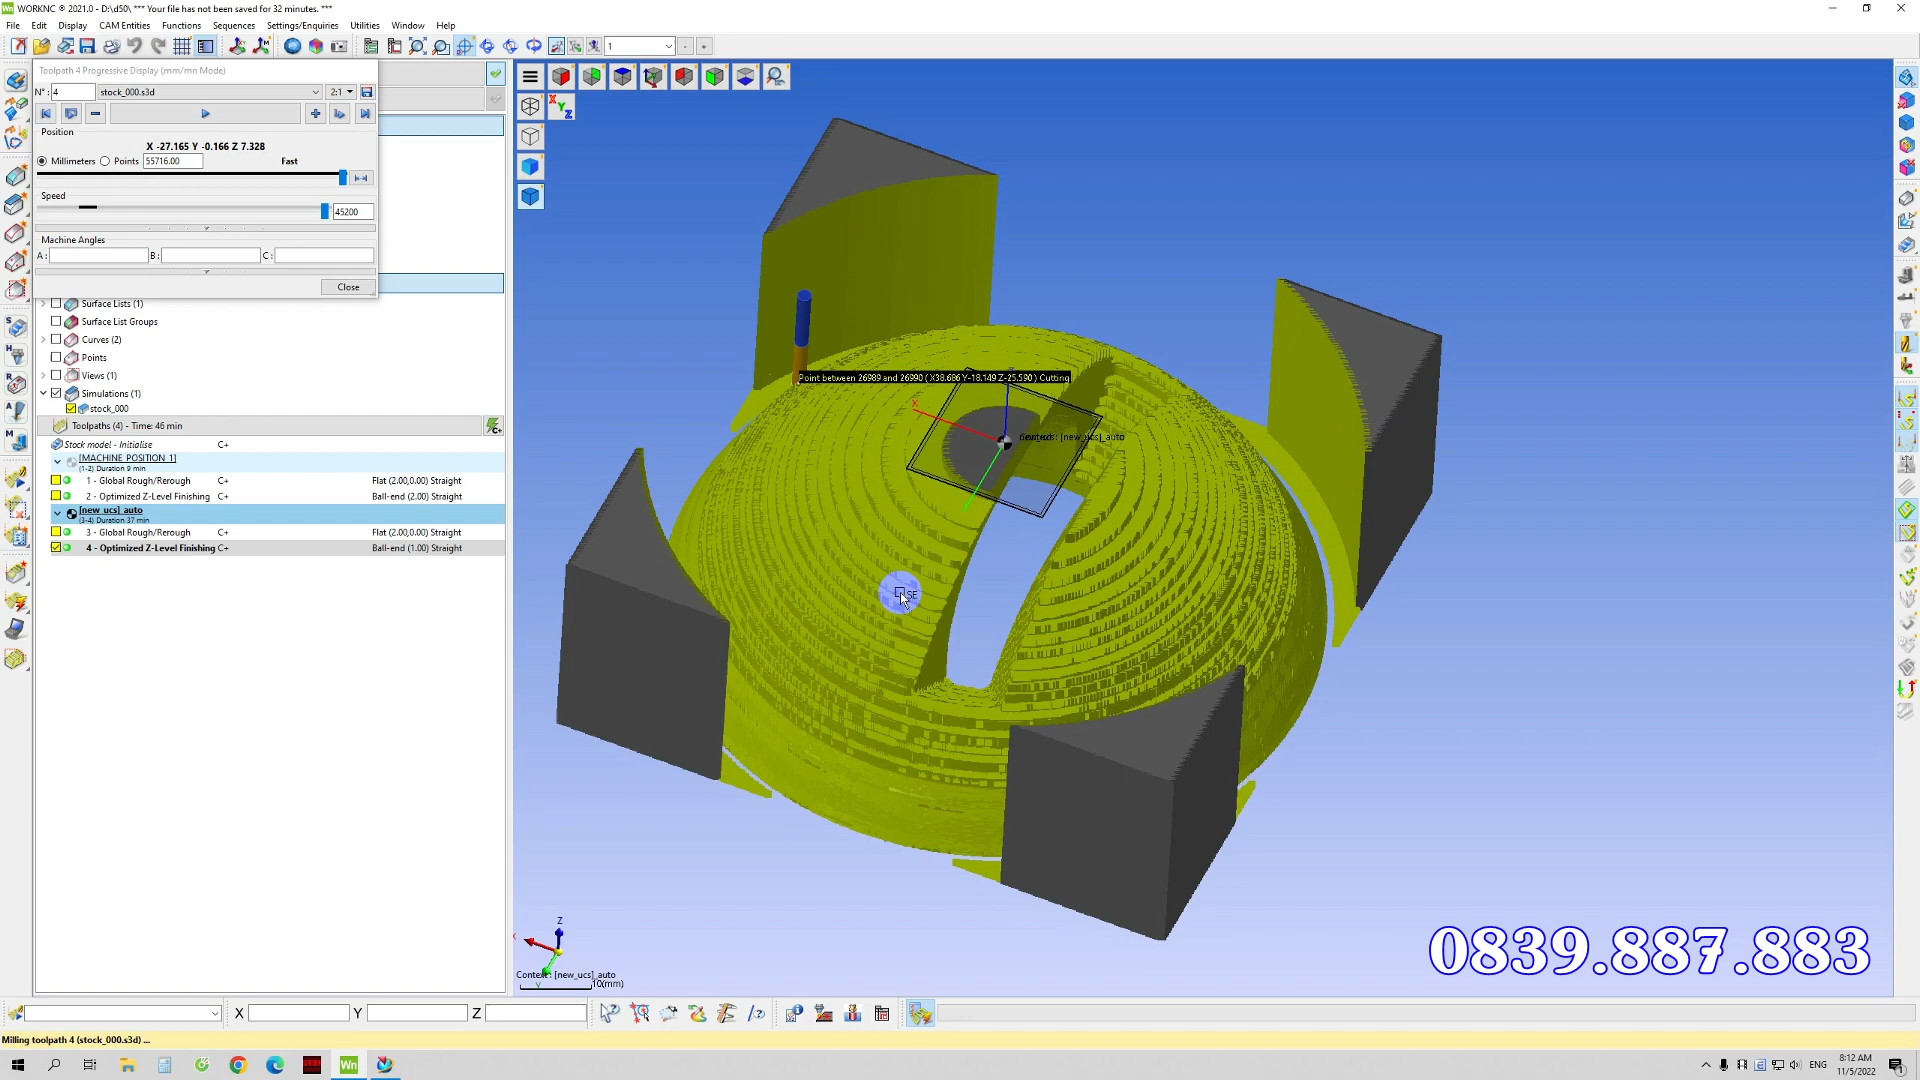 WORKNC ® 2021.0 - D:\d50\ *** Your file has not been saved for 32 minutes. ***
File Edit Display CAM Entities Functions Sequences Settings/Enquiries Utilities Window Help
1
Toolpath 4 Progressive Display (mm/mn Mode)
N° : 4 stock_000.s3d 2:1
Position
X -27.165 Y -0.166 Z 7.328
Millimeters Points 55716.00 Fast
Speed
45200
Machine Angles
A: B: C:
Close
Surface Lists (1)
Surface List Groups
Curves (2)
Points
Views (1)
Simulations (1)
stock_000
Toolpaths (4) - Time: 46 min
Stock model - Initialise C+
[MACHINE POSITION 1]
(1-2) Duration 9 min
1 - Global Rough/Rerough C+ Flat (2.00,0.00) Straight
2 - Optimized Z-Level Finishing C+ Ball-end (2.00) Straight
[new_ucs]_auto
(3-4) Duration 37 min
3 - Global Rough/Rerough C+ Flat (2.00,0.00) Straight
4 - Optimized Z-Level Finishing C+ Ball-end (1.00) Straight
X Y Z
Point between 26989 and 26990 ( X38.686 Y-18.149 Z-25.590 ) Cutting
X
[new_ucs]_auto
SE
Z
Y
Context : [new_ucs]_auto
10(mm)
0839.887.883
X Y Z
Milling toolpath 4 (stock_000.s3d) ...
Wn
ENG
8:12 AM
11/5/2022